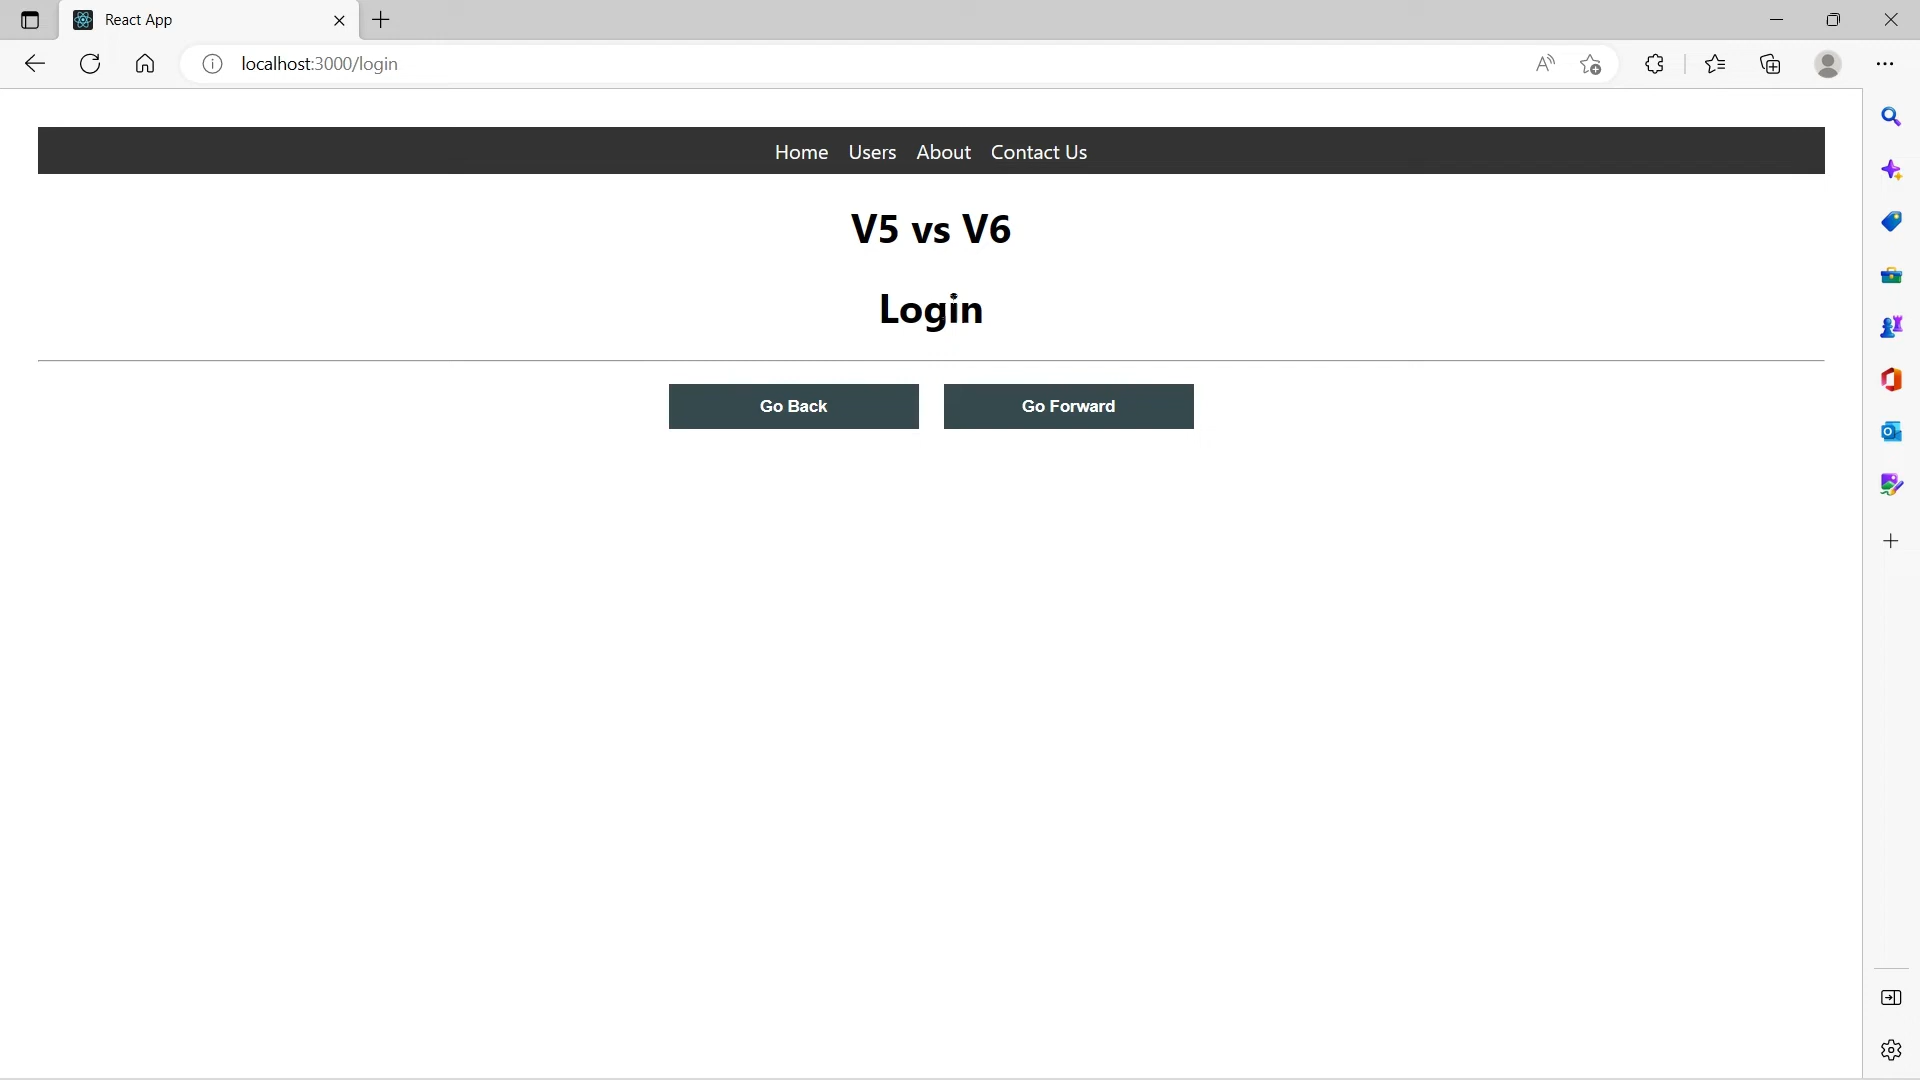 React App
localhost:3000/login
Home Users About Contact Us
V5 vs V6
Login
Go Back Go Forward